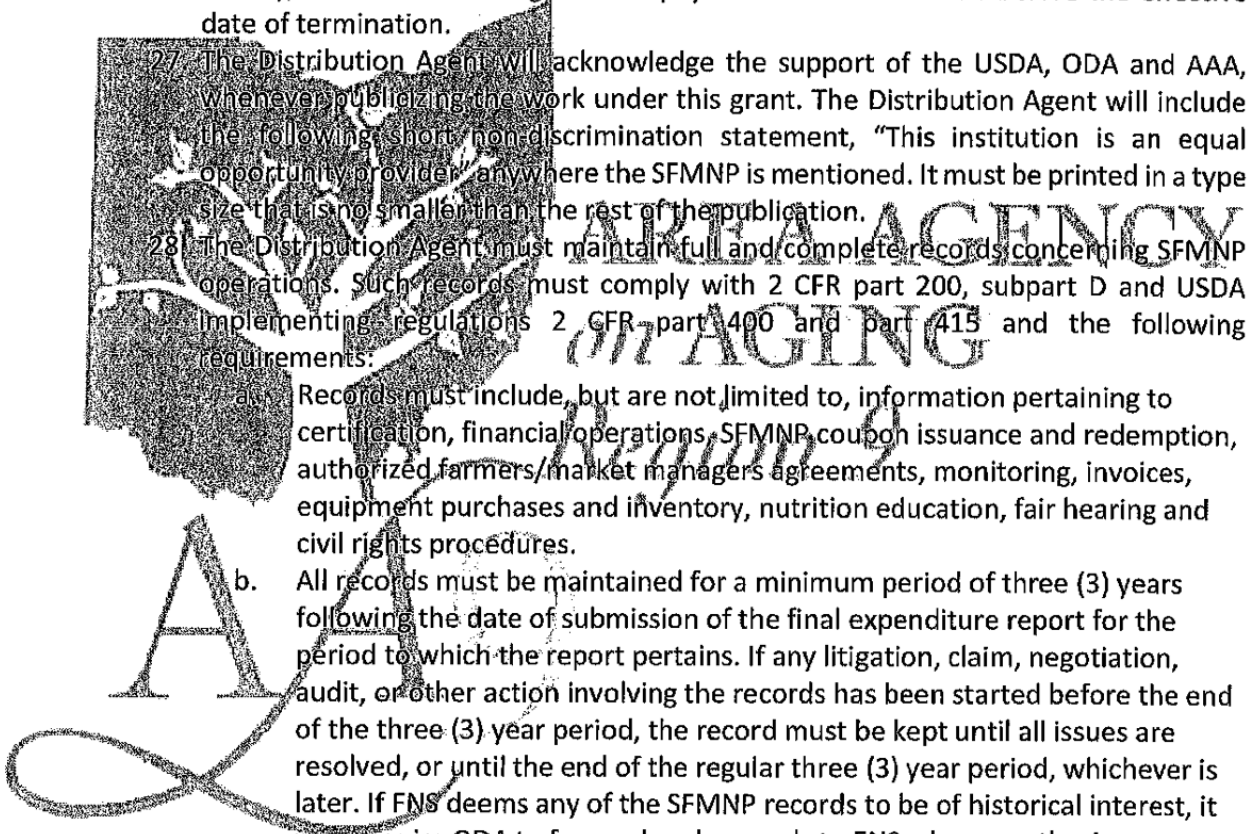 date of termination.
27. The Distribution Agent will acknowledge the support of the USDA, ODA and AAA,
whenever publicizing the work under this grant. The Distribution Agent will include
the following short non-discrimination statement, “This institution is an equal
opportunity provider” anywhere the SFMNP is mentioned. It must be printed in a type
size that is no smaller than the rest of the publication.
AREA AGENCY
28. The Distribution Agent must maintain full and complete records concerning SFMNP
operations. Such records must comply with 2 CFR part 200, subpart D and USDA
implementing regulations 2 CFR part 400 and part 415 and the following
on AGING
requirements:
a. Records must include, but are not limited to, information pertaining to
Region 9
certification, financial operations, SFMNP coupon issuance and redemption,
authorized farmers/market managers agreements, monitoring, invoices,
equipment purchases and inventory, nutrition education, fair hearing and
civil rights procedures.
AA
b. All records must be maintained for a minimum period of three (3) years
following the date of submission of the final expenditure report for the
period to which the report pertains. If any litigation, claim, negotiation,
audit, or other action involving the records has been started before the end
of the three (3) year period, the record must be kept until all issues are
resolved, or until the end of the regular three (3) year period, whichever is
later. If FNS deems any of the SFMNP records to be of historical interest, it